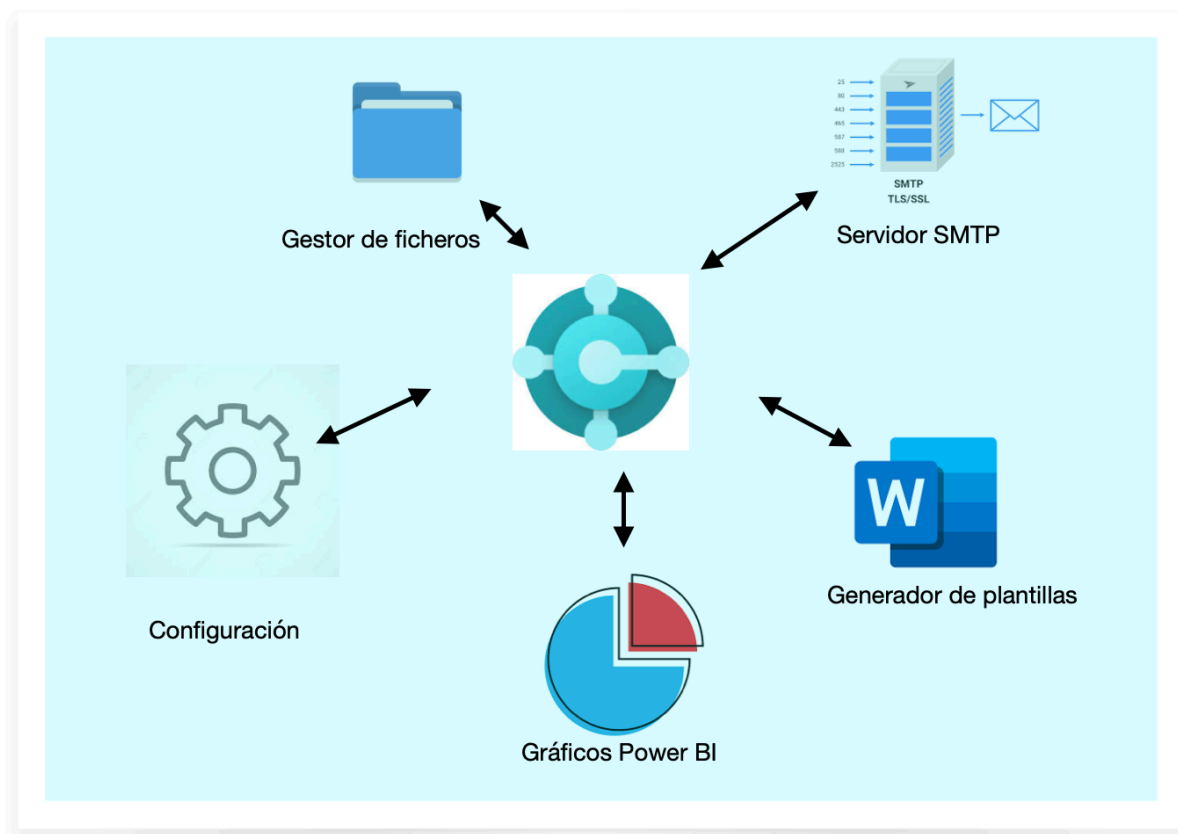 25
80
443
465
587
588
2525
SMTP
TLS/SSL
Gestor de ficheros
Servidor SMTP
W
Generador de plantillas
Configuración
Gráficos Power BI